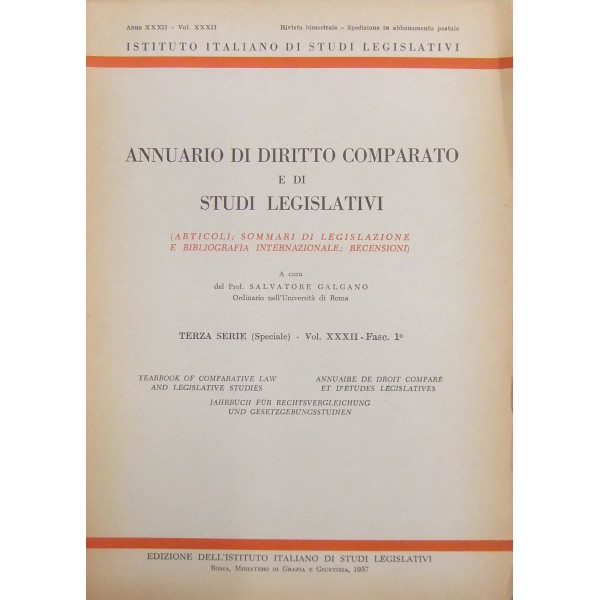 Anno XXXII - Vol. XXXII Rivista bimestrale - Spedizione in abbonamento postale
ISTITUTO ITALIANO DI STUDI LEGISLATIVI
ANNUARIO DI DIRITTO COMPARATO
E DI
STUDI LEGISLATIVI
(ARTICOLI; SOMMARI DI LEGISLAZIONE
E BIBLIOGRAFIA INTERNAZIONALE; RECENSIONI)
A cura
del Prof. SALVATORE GALGANO
Ordinario nell'Università di Roma
TERZA SERIE (Speciale) - Vol. XXXII - Fasc. 1º
YEARBOOK OF COMPARATIVE LAW
AND LEGISLATIVE STUDIES
ANNUAIRE DE DROIT COMPARÉ
ET D'ÉTUDES LÉGISLATIVES
JAHRBUCH FÜR RECHTSVERGLEICHUNG
UND GESETZGEBUNGSSTUDIEN
EDIZIONE DELL'ISTITUTO ITALIANO DI STUDI LEGISLATIVI
ROMA, MINISTERO DI GRAZIA E GIUSTIZIA, 1957